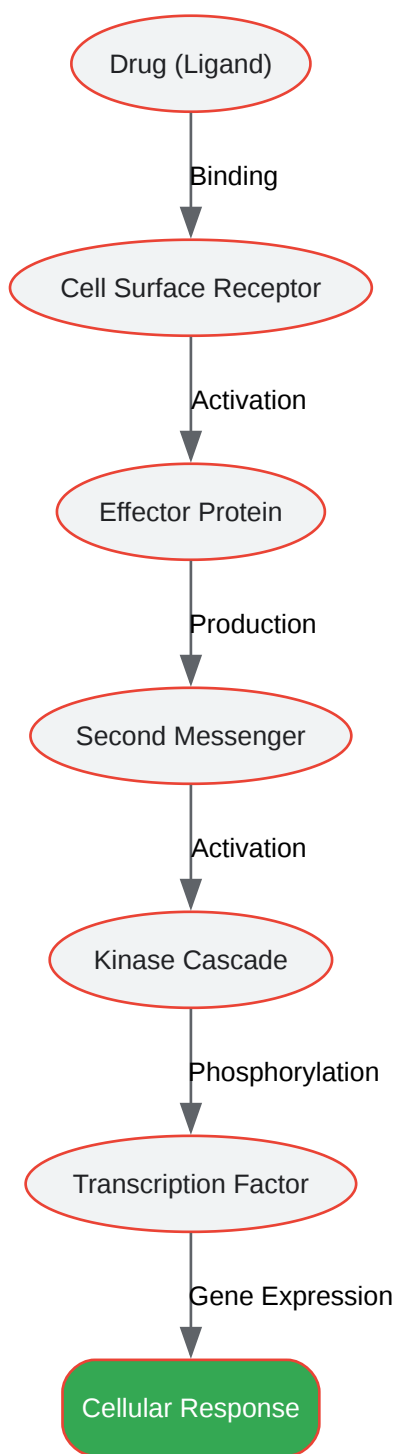 Drug (Ligand)
Binding
Cell Surface Receptor
Activation
Effector Protein
Production
Second Messenger
Activation
Kinase Cascade
Phosphorylation
Transcription Factor
Gene Expression
Cellular Response